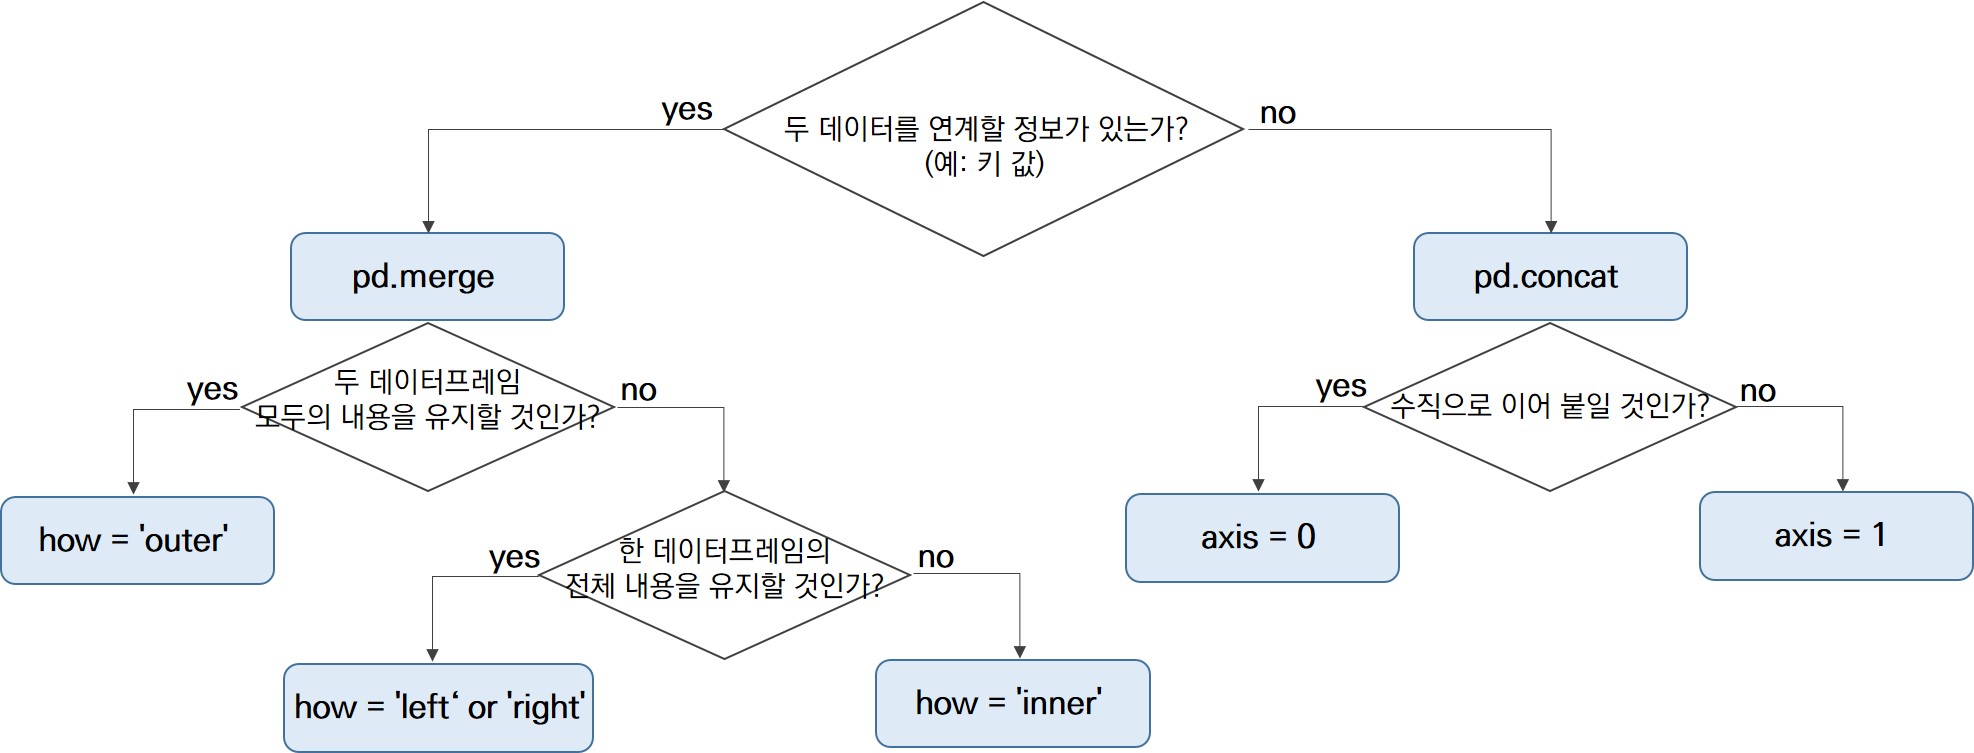 두 데이터를 연계할 정보가 있는가?
(예: 키 값)
yes
no
pd.merge
pd.concat
두 데이터프레임
모두의 내용을 유지할 것인가?
yes
no
수직으로 이어 붙일 것인가?
yes
no
how = 'outer'
한 데이터프레임의
전체 내용을 유지할 것인가?
yes
no
axis = 0
axis = 1
how = 'left‘ or 'right'
how = 'inner'